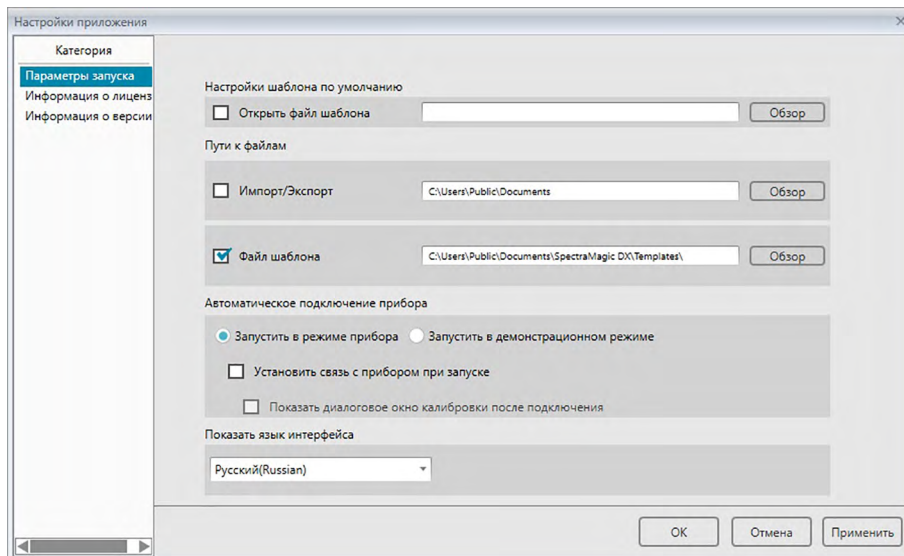 Настройки приложения
Категория
Параметры запуска
Информация о лиценз
Информация о версии
Настройки шаблона по умолчанию
Открыть файл шаблона
Обзор
Пути к файлам
Импорт/Экспорт
C:\Users\Public\Documents
Обзор
Файл шаблона
C:\Users\Public\Documents\SpectraMagic DX\Templates\
Обзор
Автоматическое подключение прибора
Запустить в режиме прибора
Запустить в демонстрационном режиме
Установить связь с прибором при запуске
Показать диалоговое окно калибровки после подключения
Показать язык интерфейса
Русский(Russian)
OK
Отмена
Применить